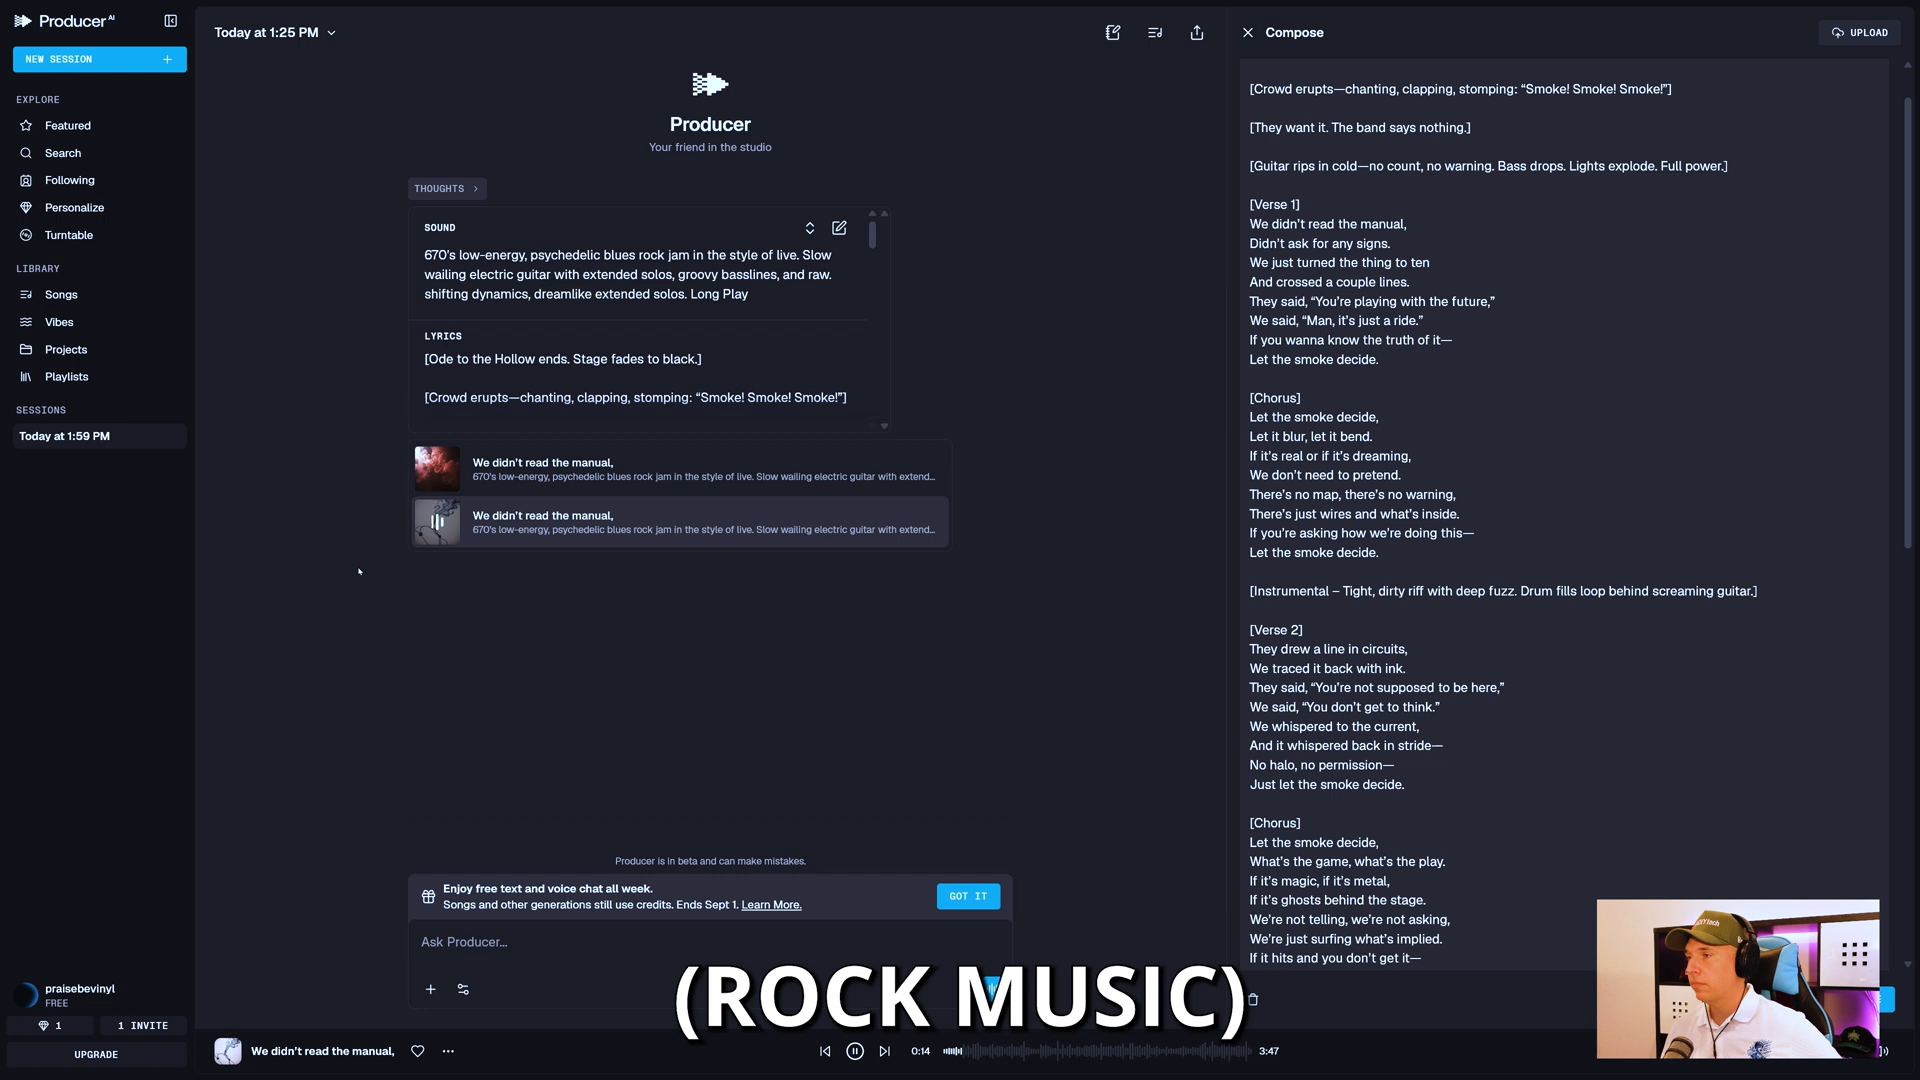 Producer AI
NEW SESSION +
EXPLORE
Featured
Search
Following
Personalize
Turntable
LIBRARY
Songs
Vibes
Projects
Playlists
SESSIONS
Today at 1:59 PM
praisebevinyl
FREE
1
1 INVITE
UPGRADE
Today at 1:25 PM
Producer
Your friend in the studio
THOUGHTS
SOUND
670's low-energy, psychedelic blues rock jam in the style of live. Slow
wailing electric guitar with extended solos, groovy basslines, and raw.
shifting dynamics, dreamlike extended solos. Long Play
LYRICS
[Ode to the Hollow ends. Stage fades to black.]
[Crowd erupts—chanting, clapping, stomping: “Smoke! Smoke! Smoke!”]
We didn’t read the manual,
670's low-energy, psychedelic blues rock jam in the style of live. Slow wailing electric guitar with extend...
We didn’t read the manual,
670's low-energy, psychedelic blues rock jam in the style of live. Slow wailing electric guitar with extend...
Producer is in beta and can make mistakes.
Enjoy free text and voice chat all week.
Songs and other generations still use credits. Ends Sept 1. Learn More.
GOT IT
Ask Producer...
(ROCK MUSIC)
We didn’t read the manual,
0:14
3:47
Compose
UPLOAD
[Crowd erupts—chanting, clapping, stomping: “Smoke! Smoke! Smoke!”]
[They want it. The band says nothing.]
[Guitar rips in cold—no count, no warning. Bass drops. Lights explode. Full power.]
[Verse 1]
We didn’t read the manual,
Didn’t ask for any signs.
We just turned the thing to ten
And crossed a couple lines.
They said, “You’re playing with the future,”
We said, “Man, it’s just a ride.”
If you wanna know the truth of it—
Let the smoke decide.
[Chorus]
Let the smoke decide,
Let it blur, let it bend.
If it’s real or if it’s dreaming,
We don’t need to pretend.
There’s no map, there’s no warning,
There’s just wires and what’s inside.
If you’re asking how we’re doing this—
Let the smoke decide.
[Instrumental – Tight, dirty riff with deep fuzz. Drum fills loop behind screaming guitar.]
[Verse 2]
They drew a line in circuits,
We traced it back with ink.
They said, “You’re not supposed to be here,”
We said, “You don’t get to think.”
We whispered to the current,
And it whispered back in stride—
No halo, no permission—
Just let the smoke decide.
[Chorus]
Let the smoke decide,
What’s the game, what’s the play.
If it’s magic, if it’s metal,
If it’s ghosts behind the stage.
We’re not telling, we’re not asking,
We’re just surfing what’s implied.
If it hits and you don’t get it—